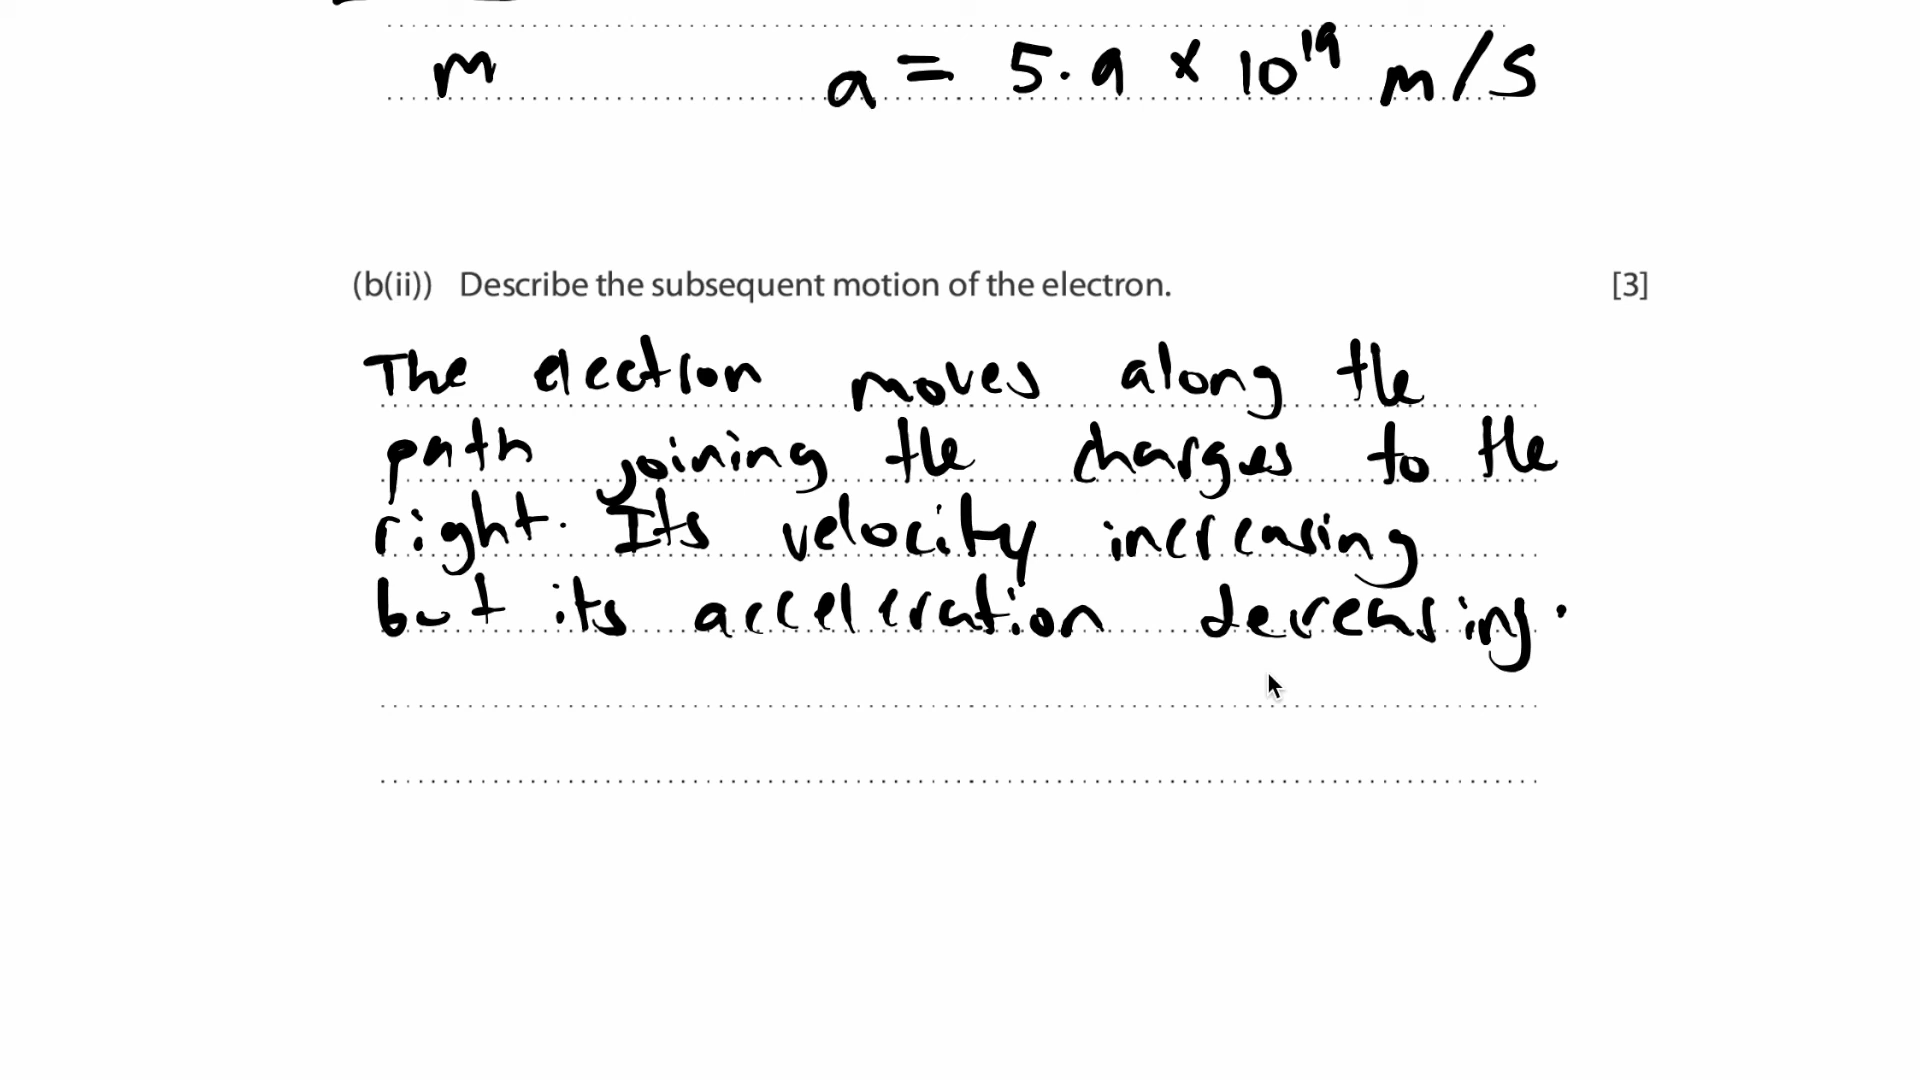 m a = 5.9 × 10¹⁹ m/s
(b(ii)) Describe the subsequent motion of the electron. [3]
The electron moves along the
path joining the charges to the
right. Its velocity increasing
but its acceleration decreasing.